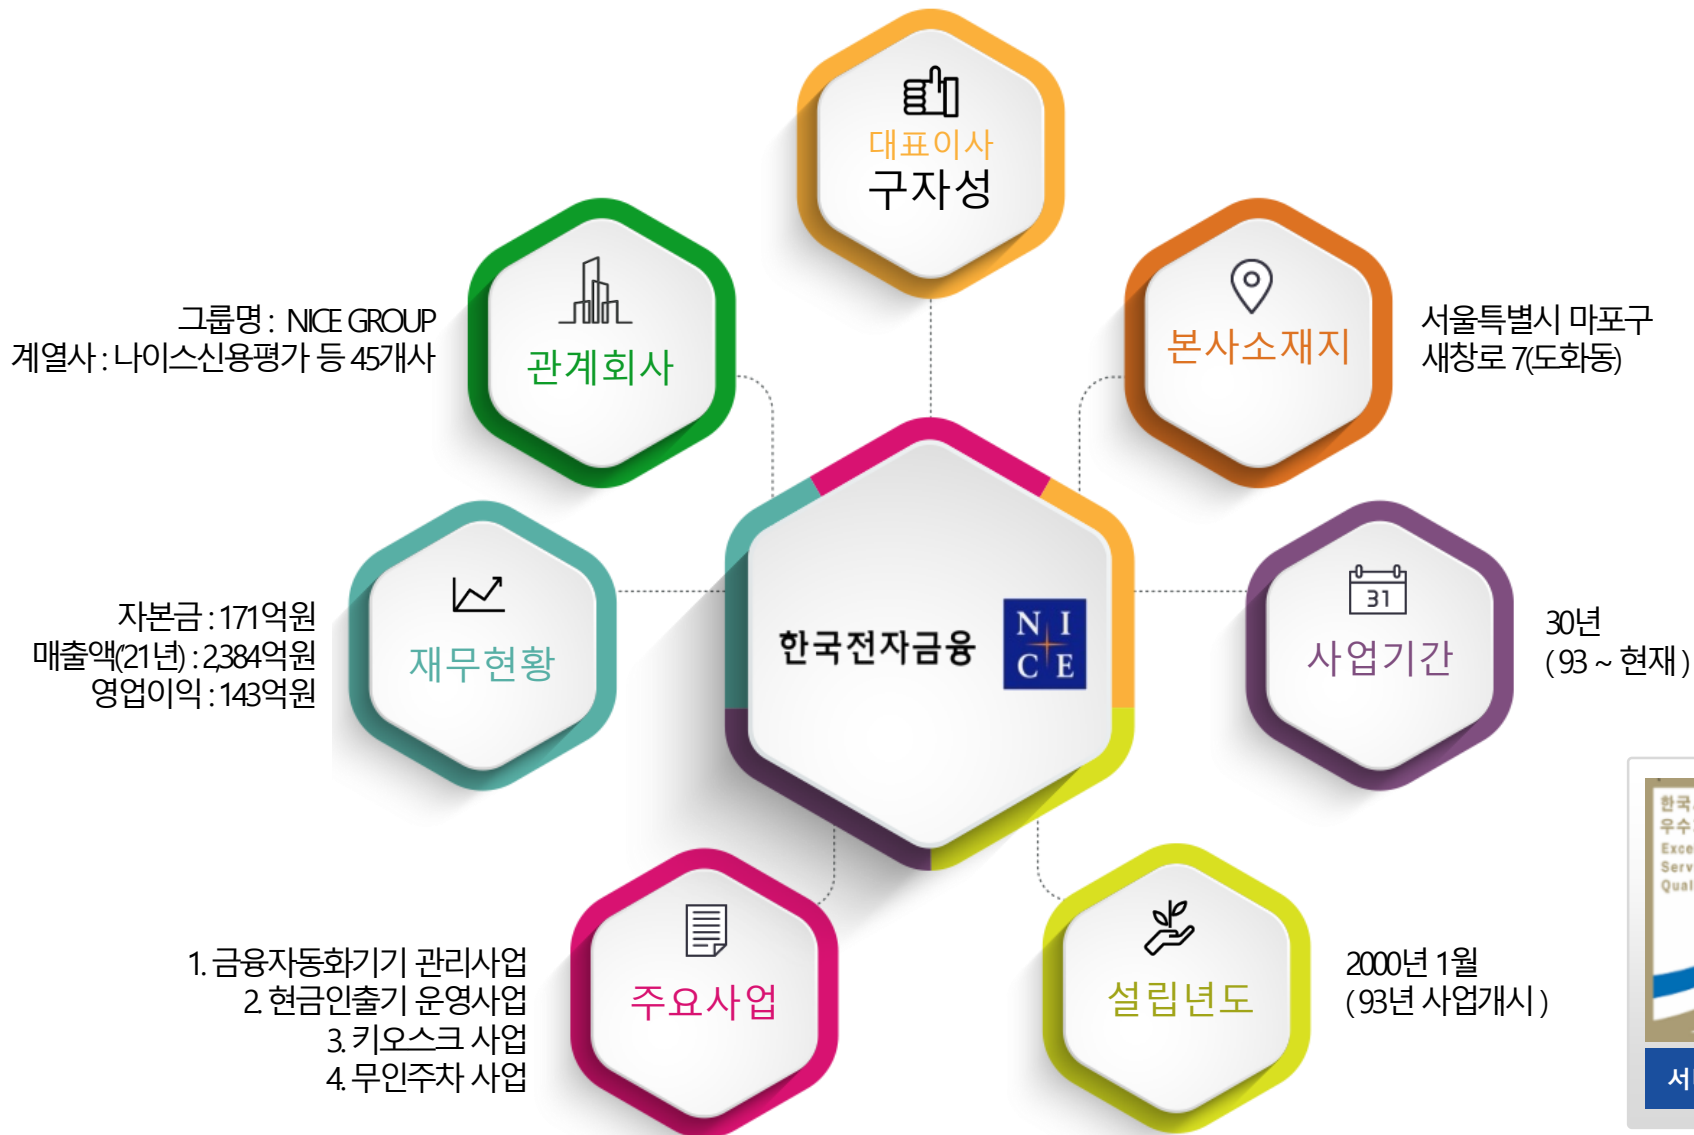 대표이사
구자성
관계회사
그룹명 : NICE GROUP
계열사 : 나이스신용평가 등 45개사
본사소재지
서울특별시 마포구
새창로 7(도화동)
재무현황
자본금 : 171억원
매출액('21년) : 2,384억원
영업이익 : 143억원
한국전자금융
N I
C E
31
사업기간
30년
( 93 ~ 현재 )
주요사업
1. 금융자동화기기 관리사업
2. 현금인출기 운영사업
3. 키오스크 사업
4. 무인주차 사업
설립년도
2000년 1월
( 93년 사업개시 )
한국
우수
Exce
Serv
Qual